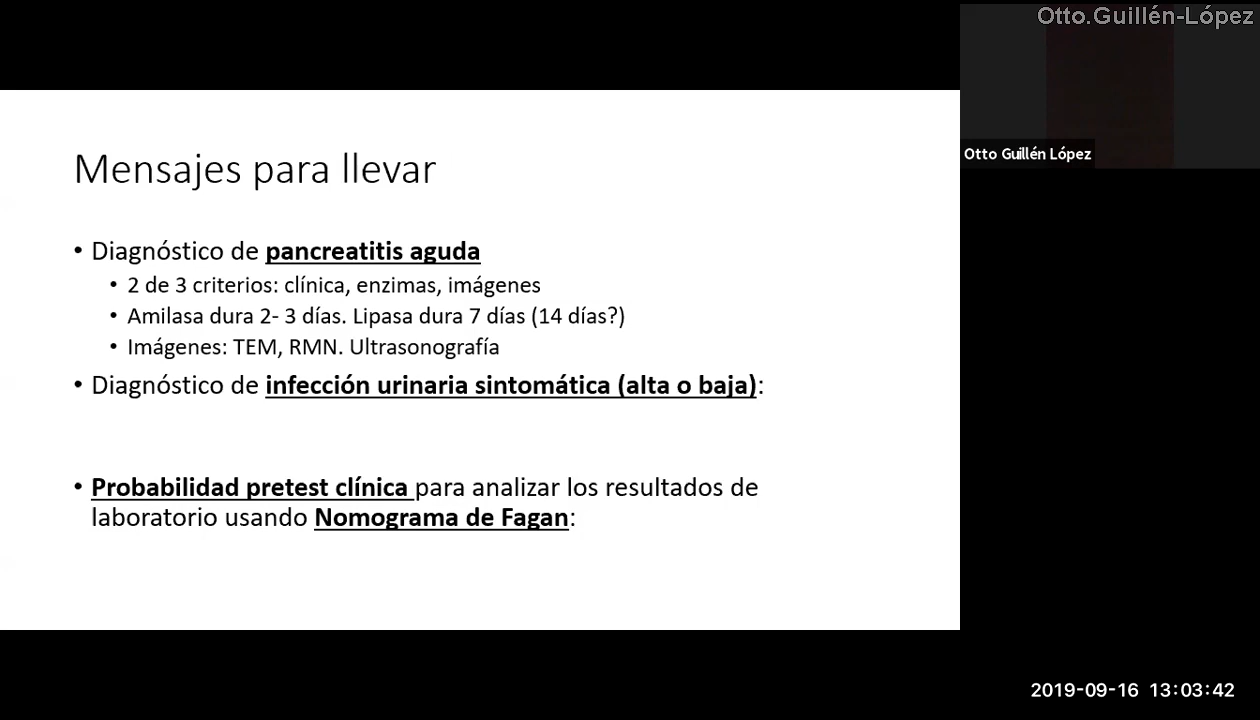 Otto.Guillén-López
Otto Guillén López
Mensajes para llevar
• Diagnóstico de pancreatitis aguda
• 2 de 3 criterios: clínica, enzimas, imágenes
• Amilasa dura 2- 3 días. Lipasa dura 7 días (14 días?)
• Imágenes: TEM, RMN. Ultrasonografía
• Diagnóstico de infección urinaria sintomática (alta o baja):
• Probabilidad pretest clínica para analizar los resultados de
laboratorio usando Nomograma de Fagan:
2019-09-16 13:03:42